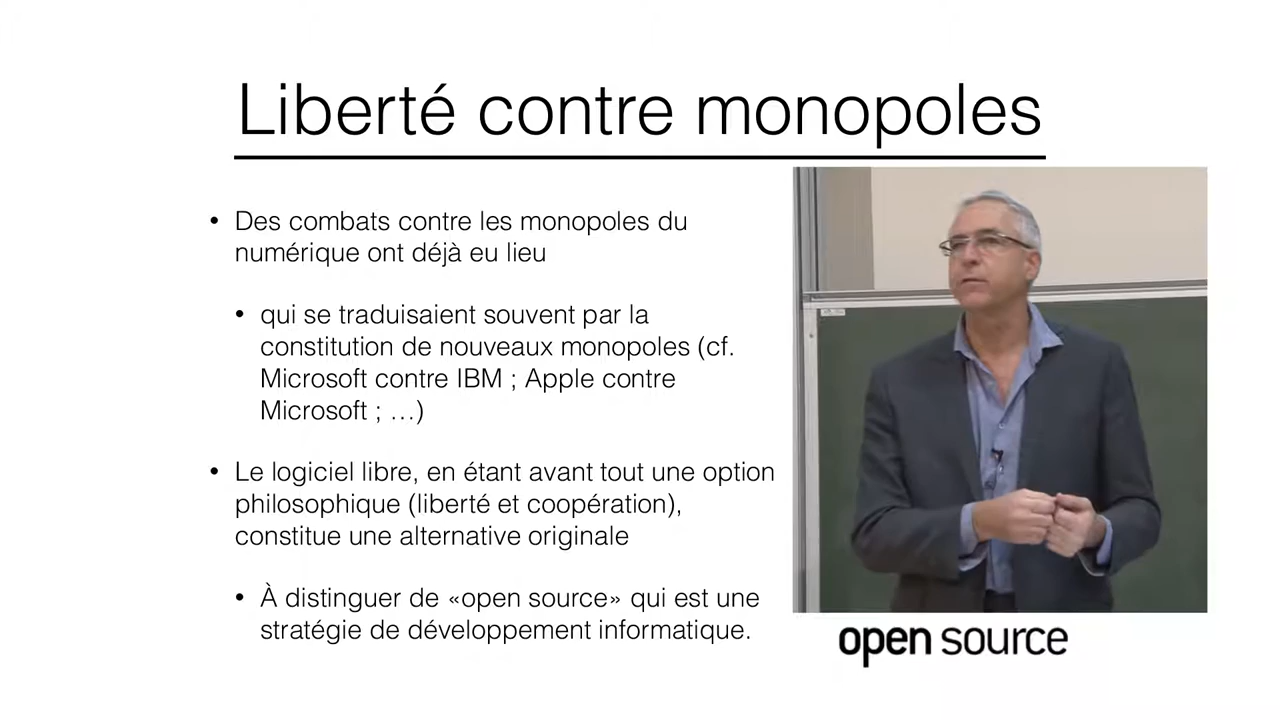 Liberté contre monopoles
• Des combats contre les monopoles du
numérique ont déjà eu lieu
• qui se traduisaient souvent par la
constitution de nouveaux monopoles (cf.
Microsoft contre IBM ; Apple contre
Microsoft ; …)
• Le logiciel libre, en étant avant tout une option
philosophique (liberté et coopération),
constitue une alternative originale
• À distinguer de «open source» qui est une
stratégie de développement informatique.
open source